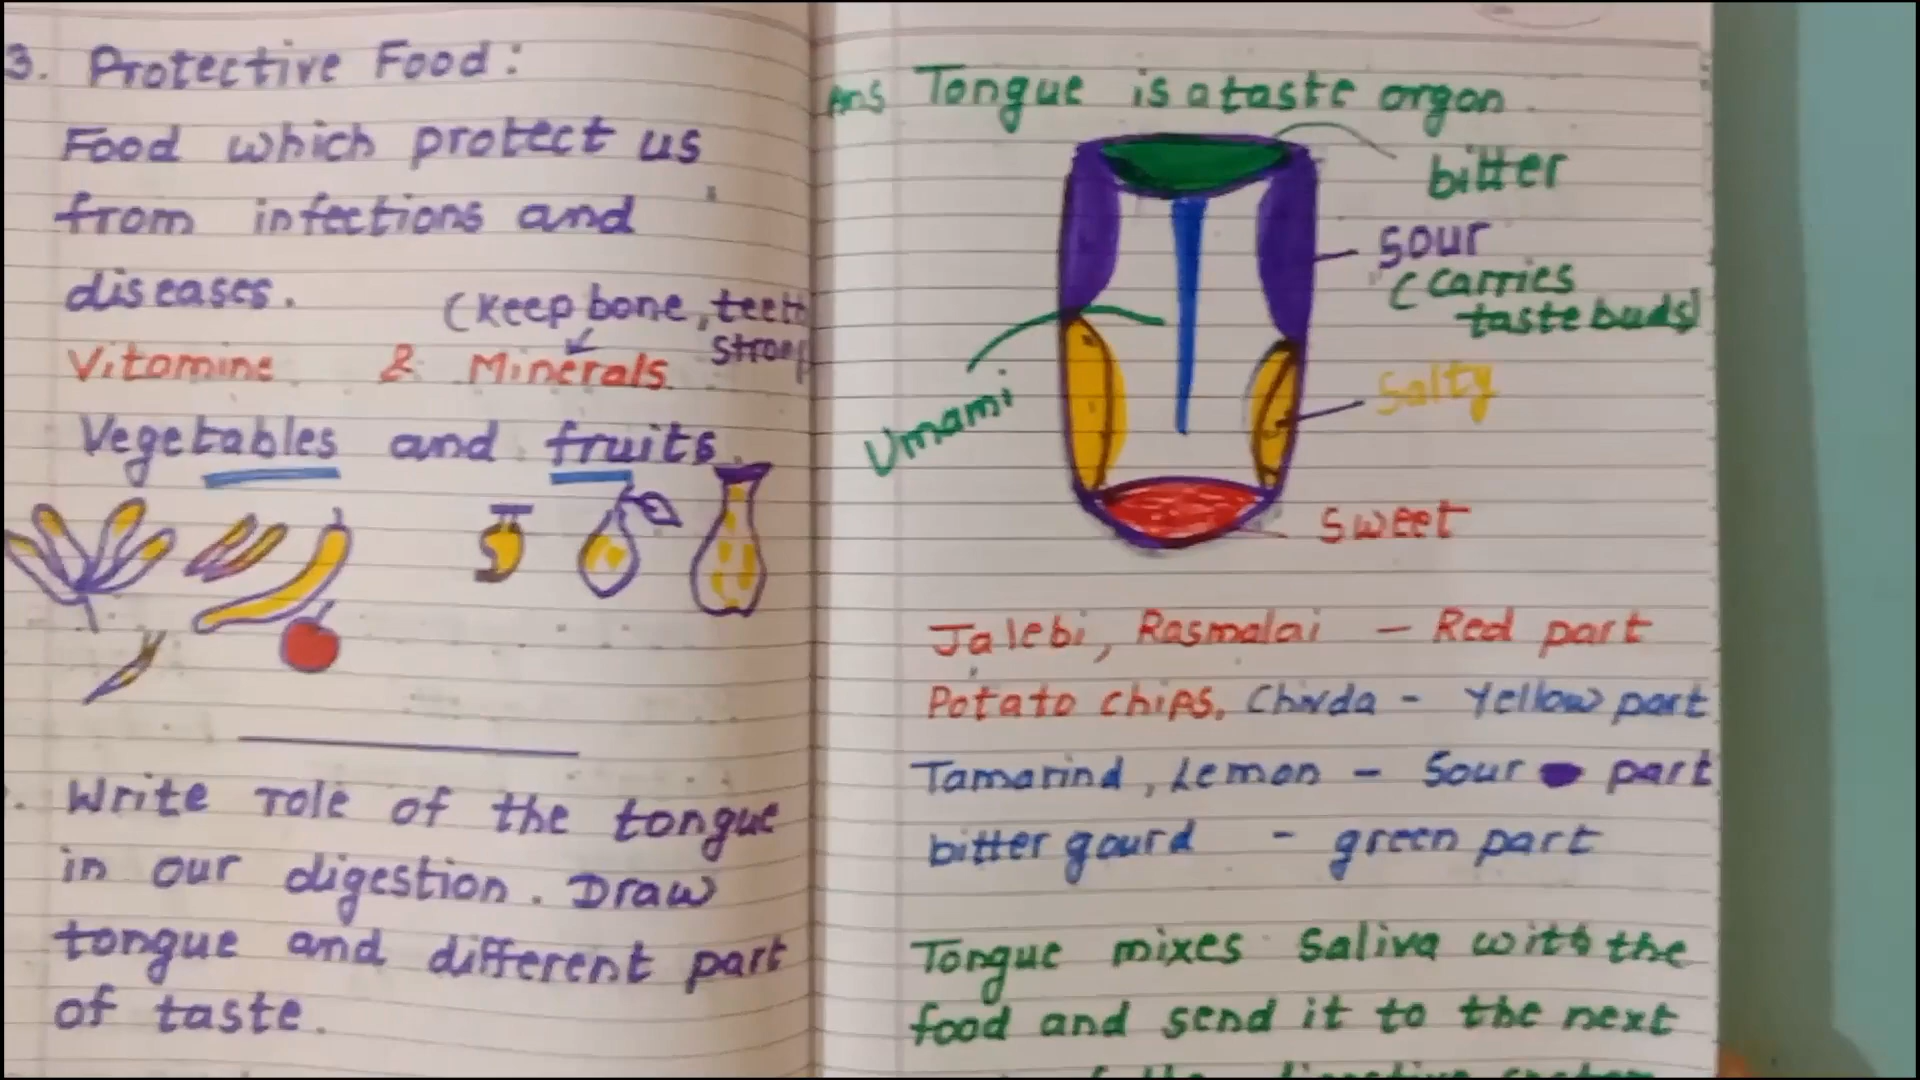 3. Protective Food:
Food which protect us
from infections and
diseases.
(Keep bone, teeth
strong
Vitamine & Minerals.
Vegetables and fruits.
Write role of the tongue
in our digestion. Draw
tongue and different part
of taste.
Ans Tongue is a taste organ.
bitter
Sour
(carries
taste buds)
Salty
Umami
Sweet
Jalebi, Rasmalai - Red part
Potato chips, Chivda - Yellow part
Tamarind, Lemon - Sour part
bitter gourd - green part
Tongue mixes Saliva with the
food and send it to the next